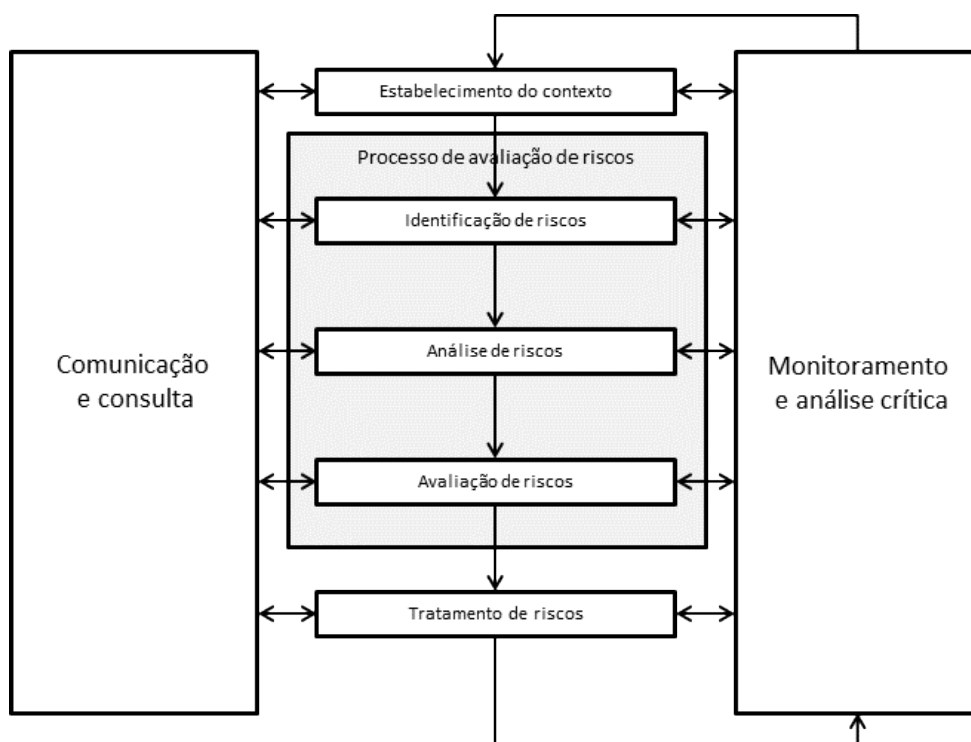 Estabelecimento do contexto
Processo de avaliação de riscos
Identificação de riscos
Análise de riscos
Avaliação de riscos
Tratamento de riscos
Comunicação
e consulta
Monitoramento
e análise crítica